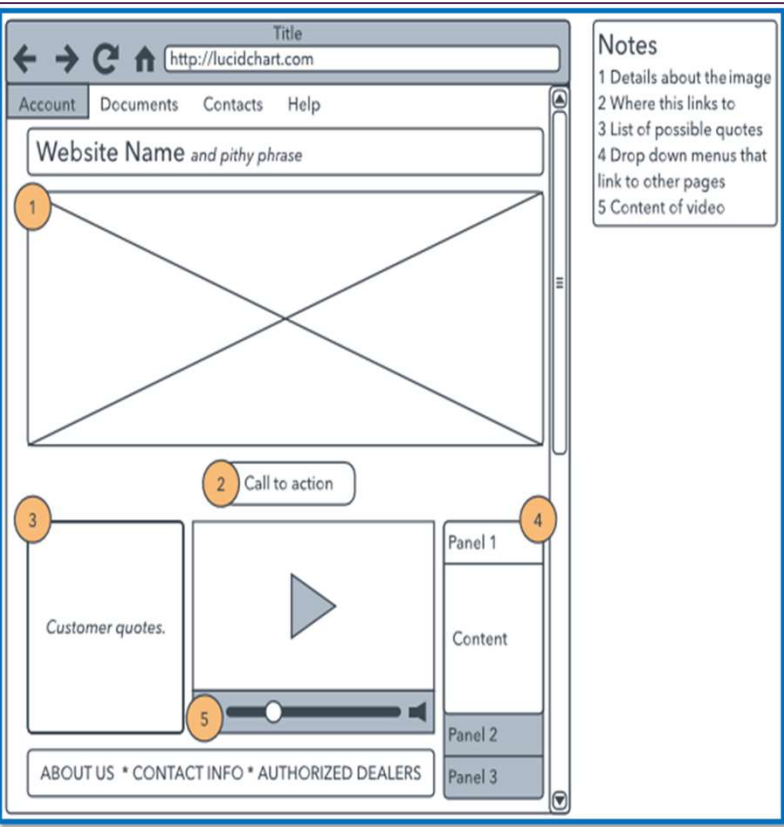 Title
http://lucidchart.com
Account Documents Contacts Help
Website Name and pithy phrase
1
2 Call to action
3
Customer quotes.
5
4
Panel 1
Content
Panel 2
Panel 3
ABOUT US * CONTACT INFO * AUTHORIZED DEALERS
Notes
1 Details about the image
2 Where this links to
3 List of possible quotes
4 Drop down menus that
link to other pages
5 Content of video